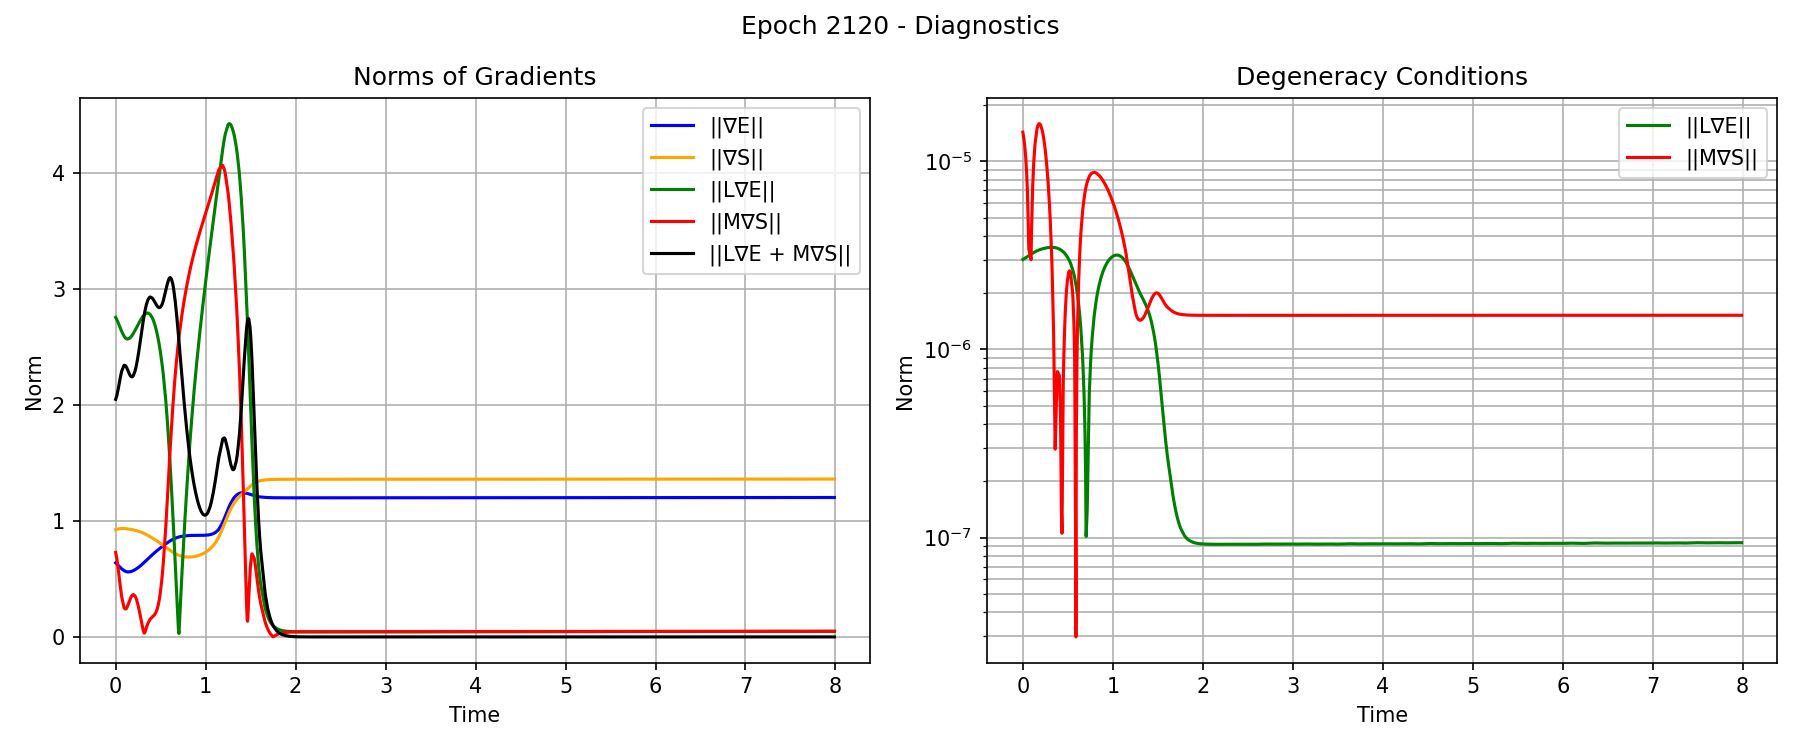 Epoch 2120 - Diagnostics
Norms of Gradients
Norm
4
3
2
1
0
0 1 2 3 4 5 6 7 8
Time
||∇E||
||∇S||
||L∇E||
||M∇S||
||L∇E + M∇S||
Degeneracy Conditions
Norm
10⁻⁵
10⁻⁶
10⁻⁷
0 1 2 3 4 5 6 7 8
Time
||L∇E||
||M∇S||